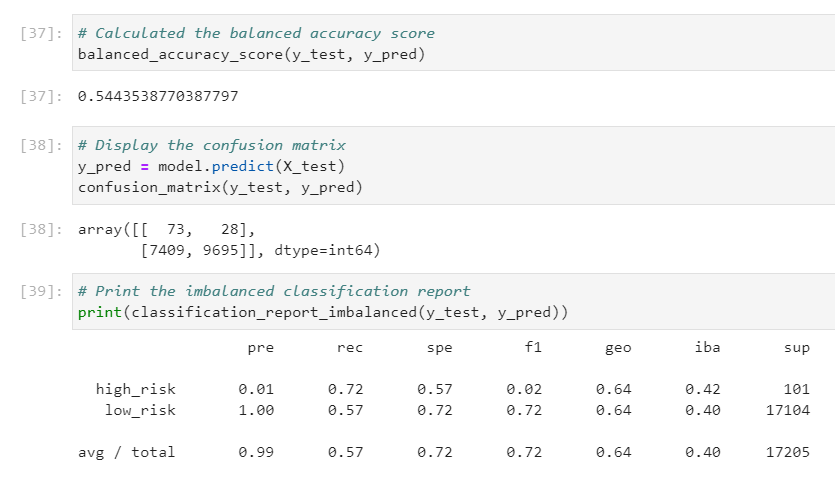 [37]: # Calculated the balanced accuracy score
balanced_accuracy_score(y_test, y_pred)
[37]: 0.5443538770387797
[38]: # Display the confusion matrix
y_pred = model.predict(X_test)
confusion_matrix(y_test, y_pred)
[38]: array([[  73,   28],
       [7409, 9695]], dtype=int64)
[39]: # Print the imbalanced classification report
print(classification_report_imbalanced(y_test, y_pred))
pre rec spe f1 geo iba sup
high_risk 0.01 0.72 0.57 0.02 0.64 0.42 101
low_risk 1.00 0.57 0.72 0.72 0.64 0.40 17104
avg / total 0.99 0.57 0.72 0.72 0.64 0.40 17205